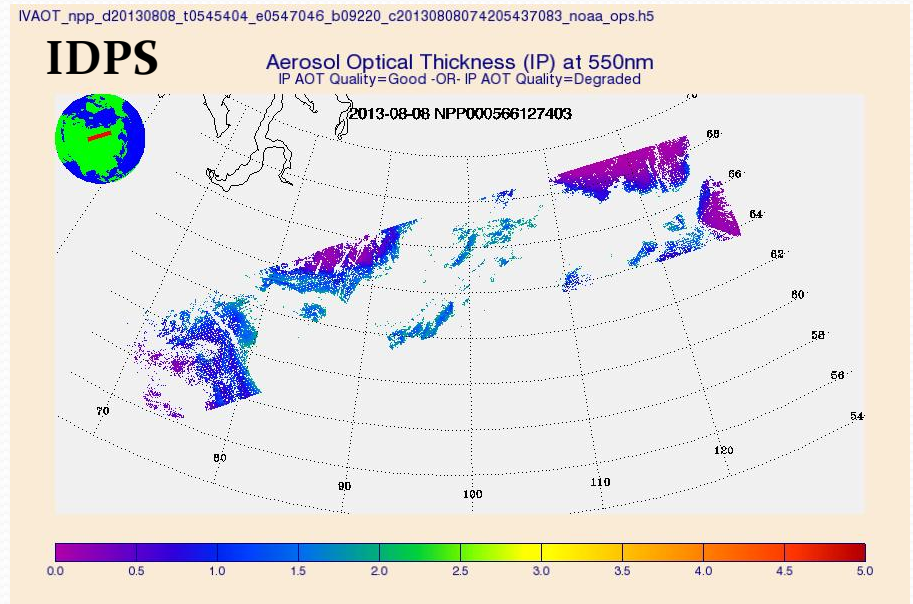 IVAOT_npp_d20130808_t0545404_e0547046_b09220_c20130808074205437083_noaa_ops.h5
IDPS
Aerosol Optical Thickness (IP) at 550nm
IP AOT Quality=Good -OR- IP AOT Quality=Degraded
2013-08-08 NPP000566127403
68
66
64
62
60
58
56
54
70
80
90
100
110
120
0.0 0.5 1.0 1.5 2.0 2.5 3.0 3.5 4.0 4.5 5.0